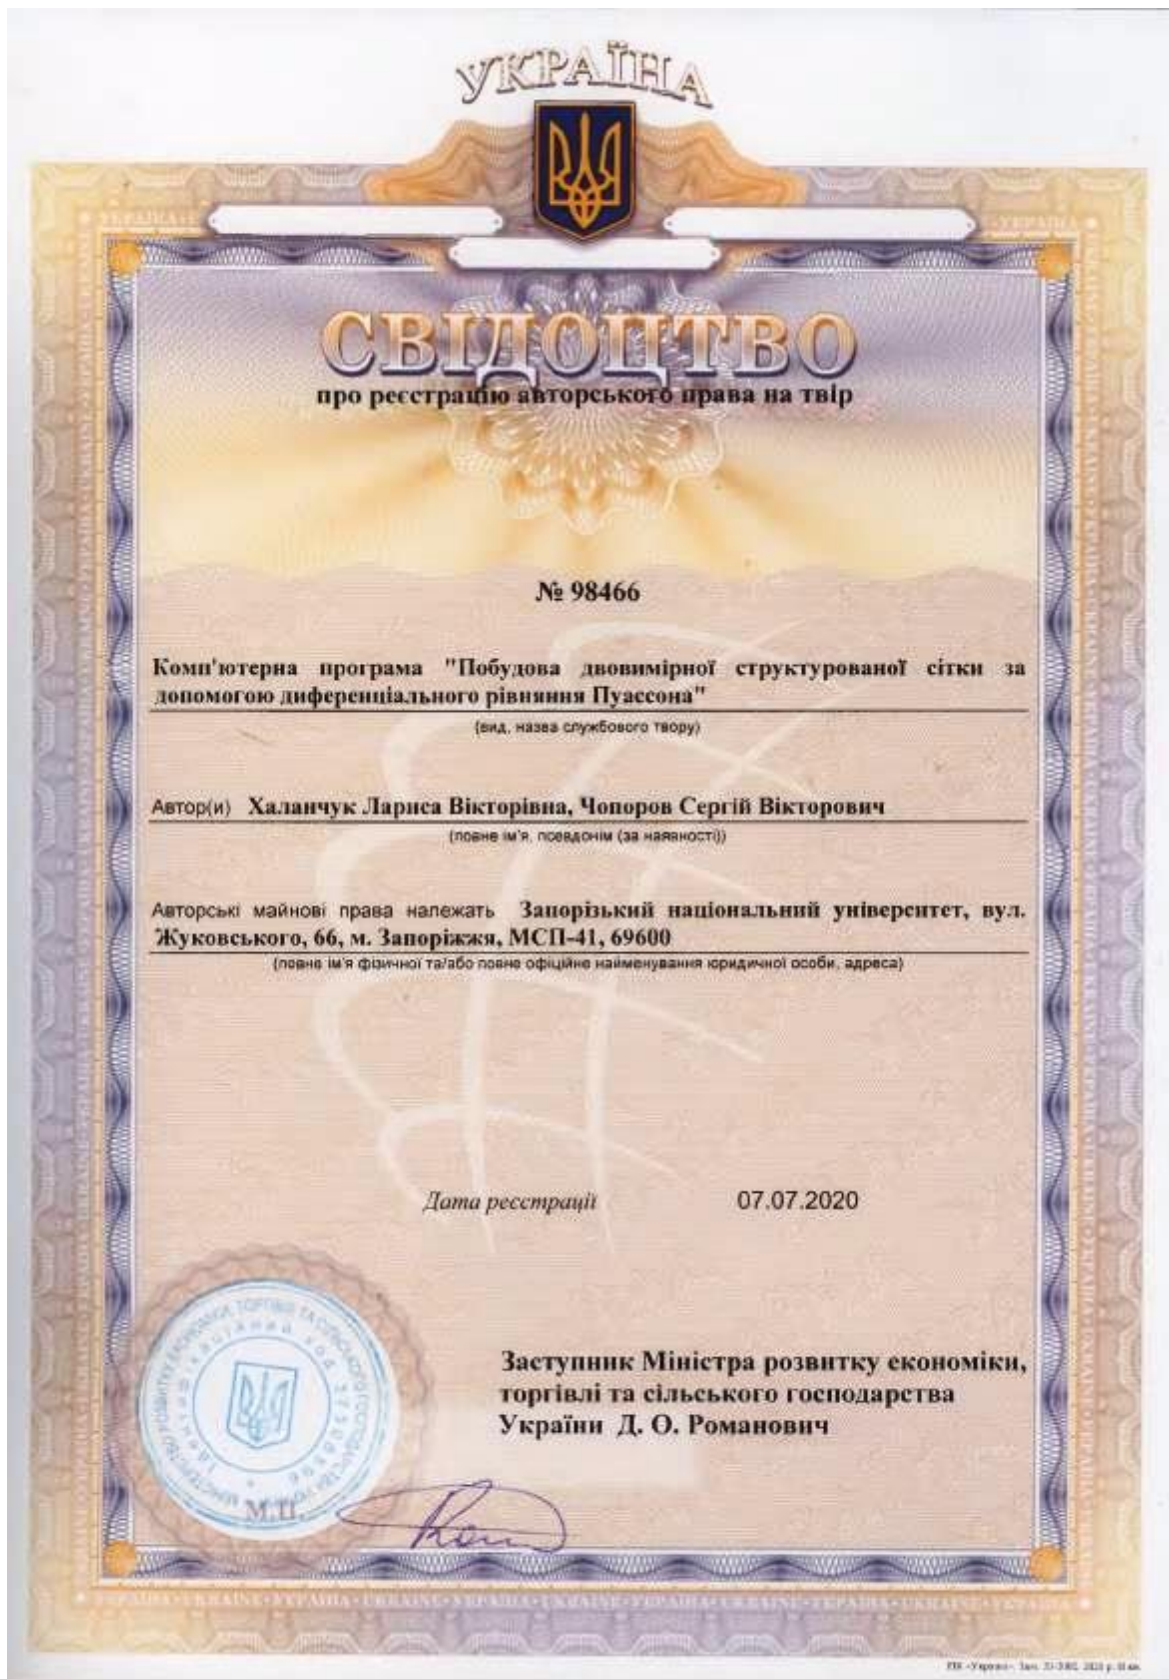 УКРАЇНА
СВІДОЦТВО
про реєстрацію авторського права на твір
№ 98466
Комп'ютерна програма "Побудова двовимірної структурованої сітки за
допомогою диференціального рівняння Пуассона"
(вид, назва службового твору)
Автор(и) Халанчук Лариса Вікторівна, Чопоров Сергій Вікторович
(повне ім'я, псевдонім (за наявності))
Авторські майнові права належать Запорізький національний університет, вул.
Жуковського, 66, м. Запоріжжя, МСП-41, 69600
(повне ім'я фізичної та/або повне офіційне найменування юридичної особи, адреса)
Дата реєстрації 07.07.2020
Заступник Міністра розвитку економіки,
торгівлі та сільського господарства
України Д. О. Романович
М.П.